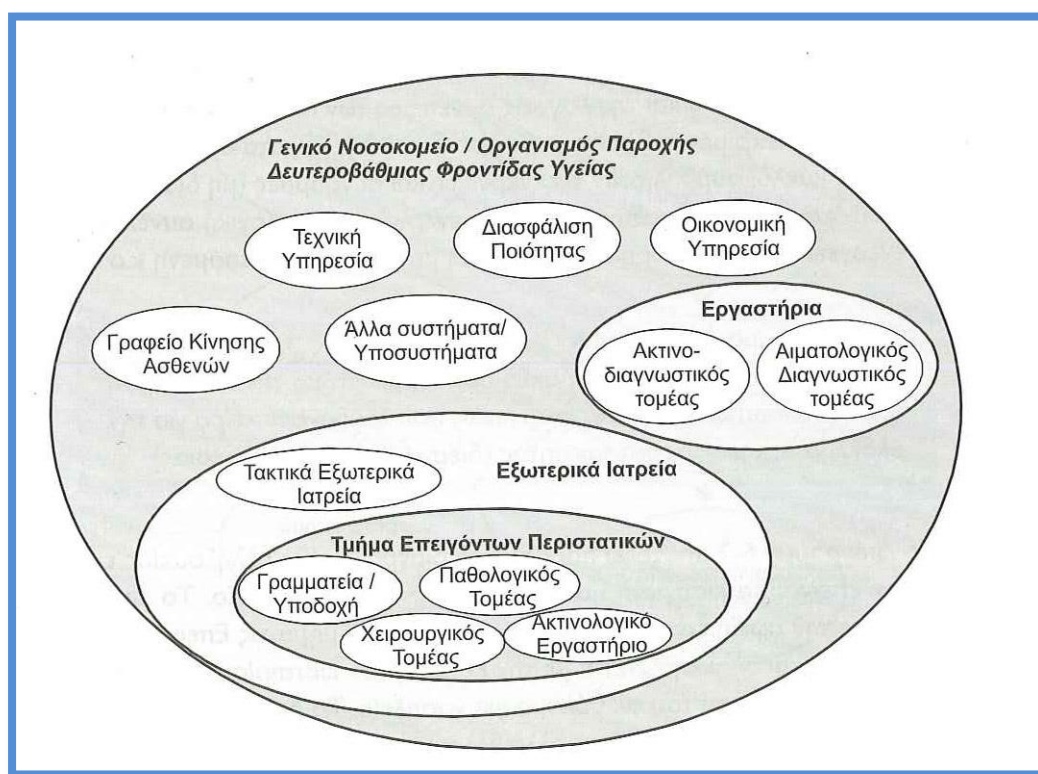 Γενικό Νοσοκομείο / Οργανισμός Παροχής
Δευτεροβάθμιας Φροντίδας Υγείας
Τεχνική
Υπηρεσία
Διασφάλιση
Ποιότητας
Οικονομική
Υπηρεσία
Γραφείο Κίνησης
Ασθενών
Άλλα συστήματα/
Υποσυστήματα
Εργαστήρια
Ακτινο-
διαγνωστικός
τομέας
Αιματολογικός
Διαγνωστικός
τομέας
Τακτικά Εξωτερικά
Ιατρεία
Εξωτερικά Ιατρεία
Τμήμα Επειγόντων Περιστατικών
Γραμματεία /
Υποδοχή
Παθολογικός
Τομέας
Χειρουργικός
Τομέας
Ακτινολογικό
Εργαστήριο